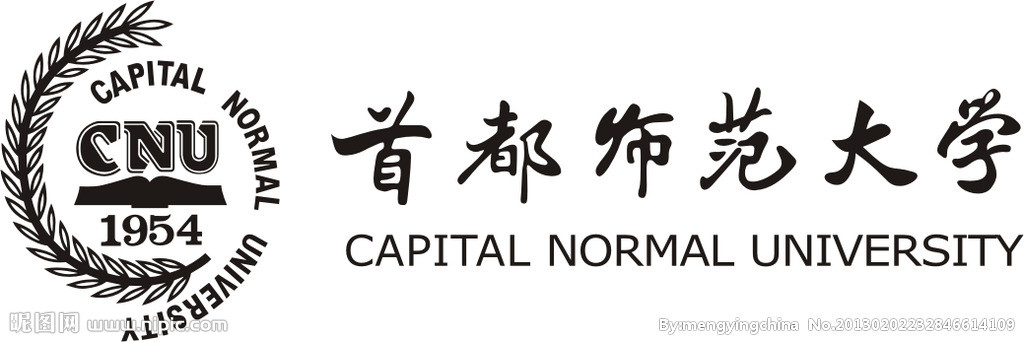 CAPITAL NORMAL UNIVERSITY
CNU
1954
首都师范大学
CAPITAL NORMAL UNIVERSITY
昵图网 www.nipic.com
By:mengyingchina No.20130202232846614109